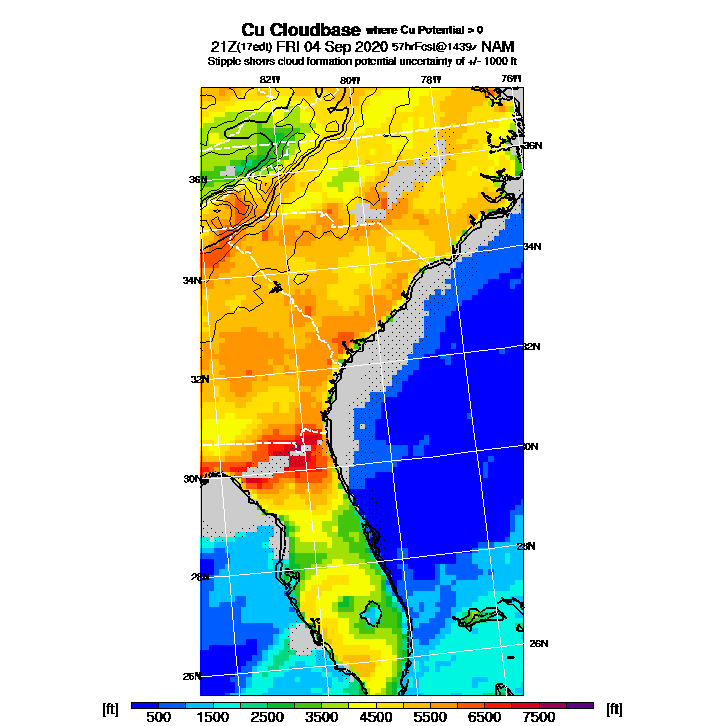 Cu Cloudbase where Cu Potential > 0
21Z(17edt) FRI 04 Sep 2020 57hrFcst@1439z NAM
Stipple shows cloud formation potential uncertainty of +/- 1000 ft
82W 80W 78W 76W
36N
36N
34N
34N
32N
32N
30N
30N
28N
28N
26N
26N
[ft] 500 1500 2500 3500 4500 5500 6500 7500 [ft]